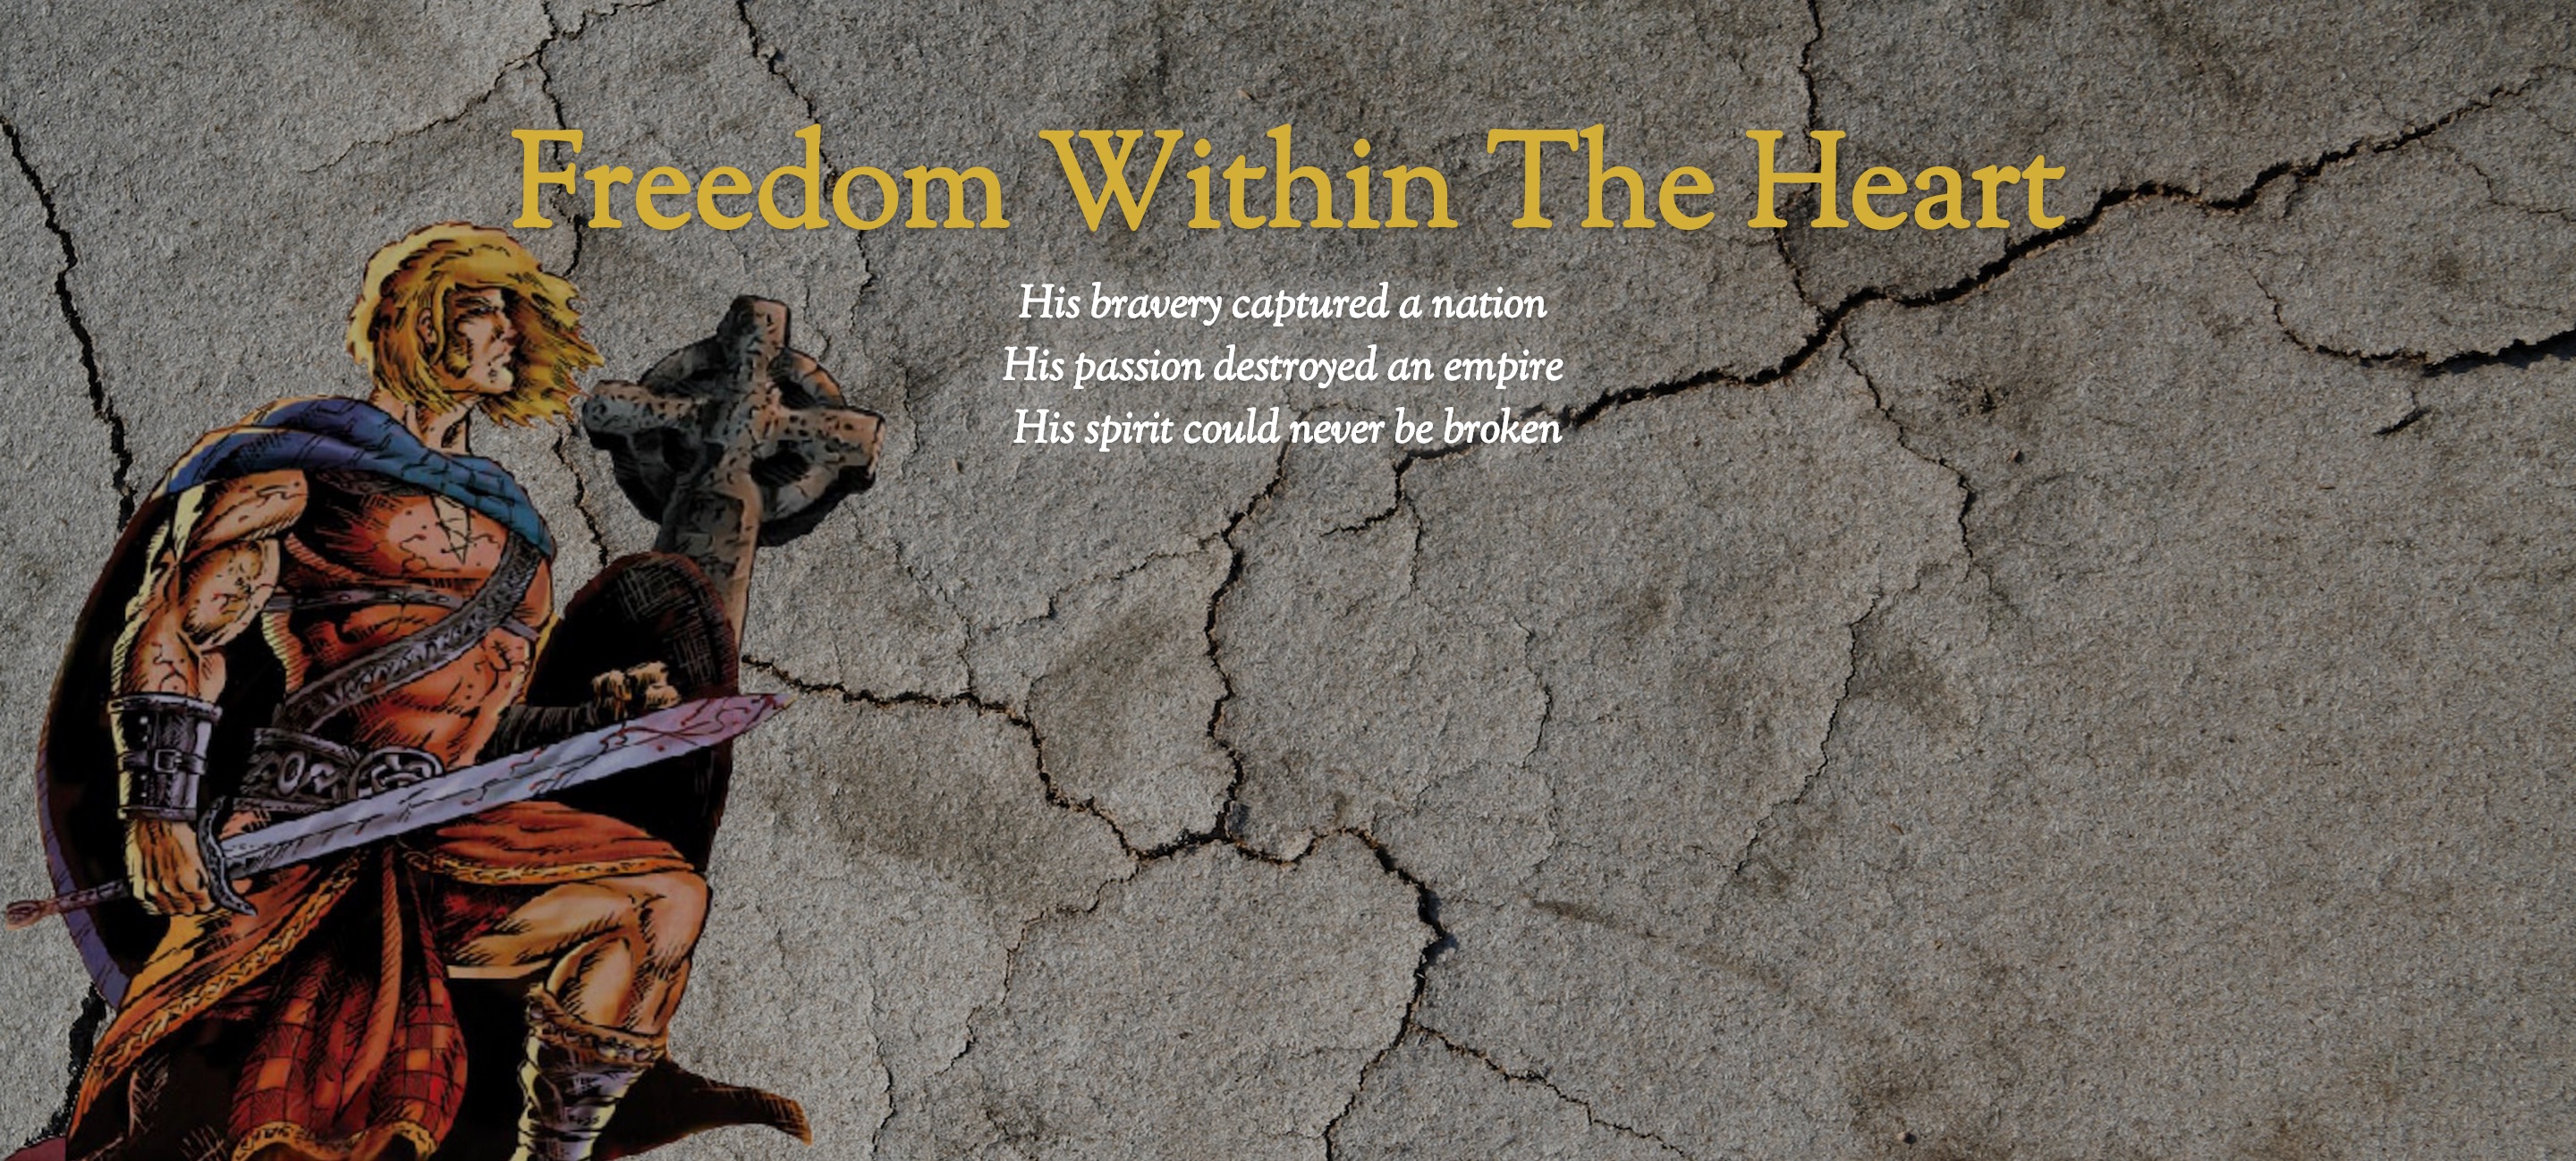 Freedom Within The Heart
His bravery captured a nation
His passion destroyed an empire
His spirit could never be broken